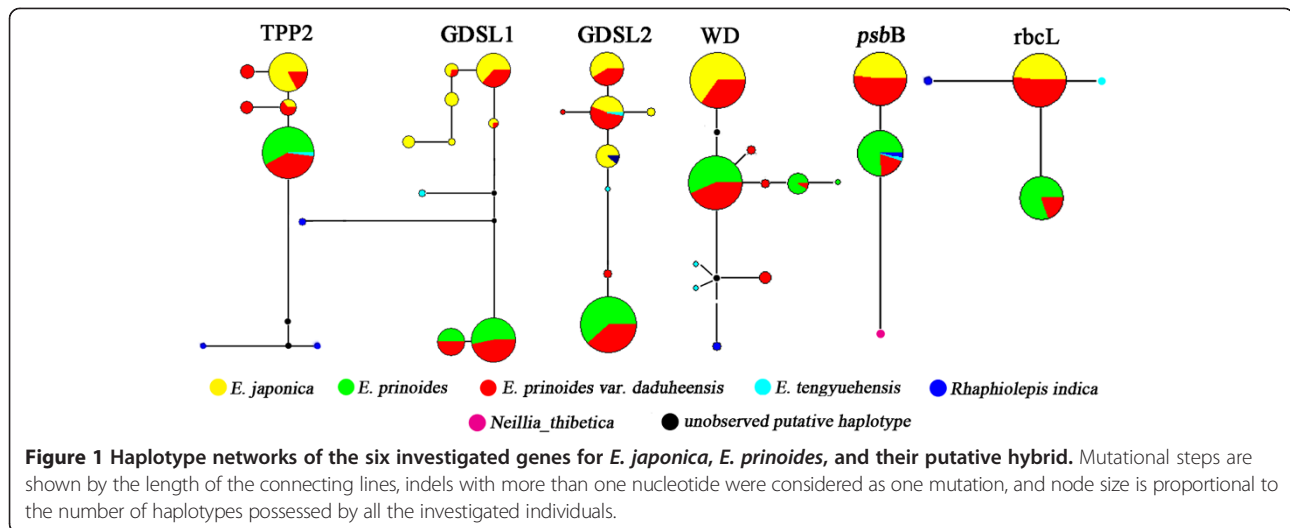 TPP2 GDSL1 GDSL2 WD psbB rbcL
E. japonica E. prinoides E. prinoides var. daduheensis E. tengyuehensis Rhaphiolepis indica
Neillia_thibetica unobserved putative haplotype
Figure 1 Haplotype networks of the six investigated genes for E. japonica, E. prinoides, and their putative hybrid. Mutational steps are
shown by the length of the connecting lines, indels with more than one nucleotide were considered as one mutation, and node size is proportional to
the number of haplotypes possessed by all the investigated individuals.